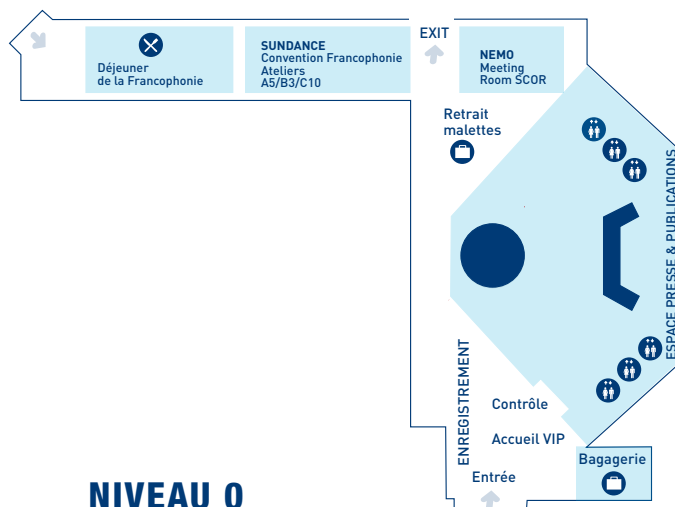 EXIT
Déjeuner
de la Francophonie
SUNDANCE
Convention Francophonie
Ateliers
A5/B3/C10
NEMO
Meeting
Room SCOR
Retrait
malettes
ESPACE PRESSE & PUBLICATIONS
ENREGISTREMENT
Contrôle
Accueil VIP
Entrée
Bagagerie
NIVEAU 0